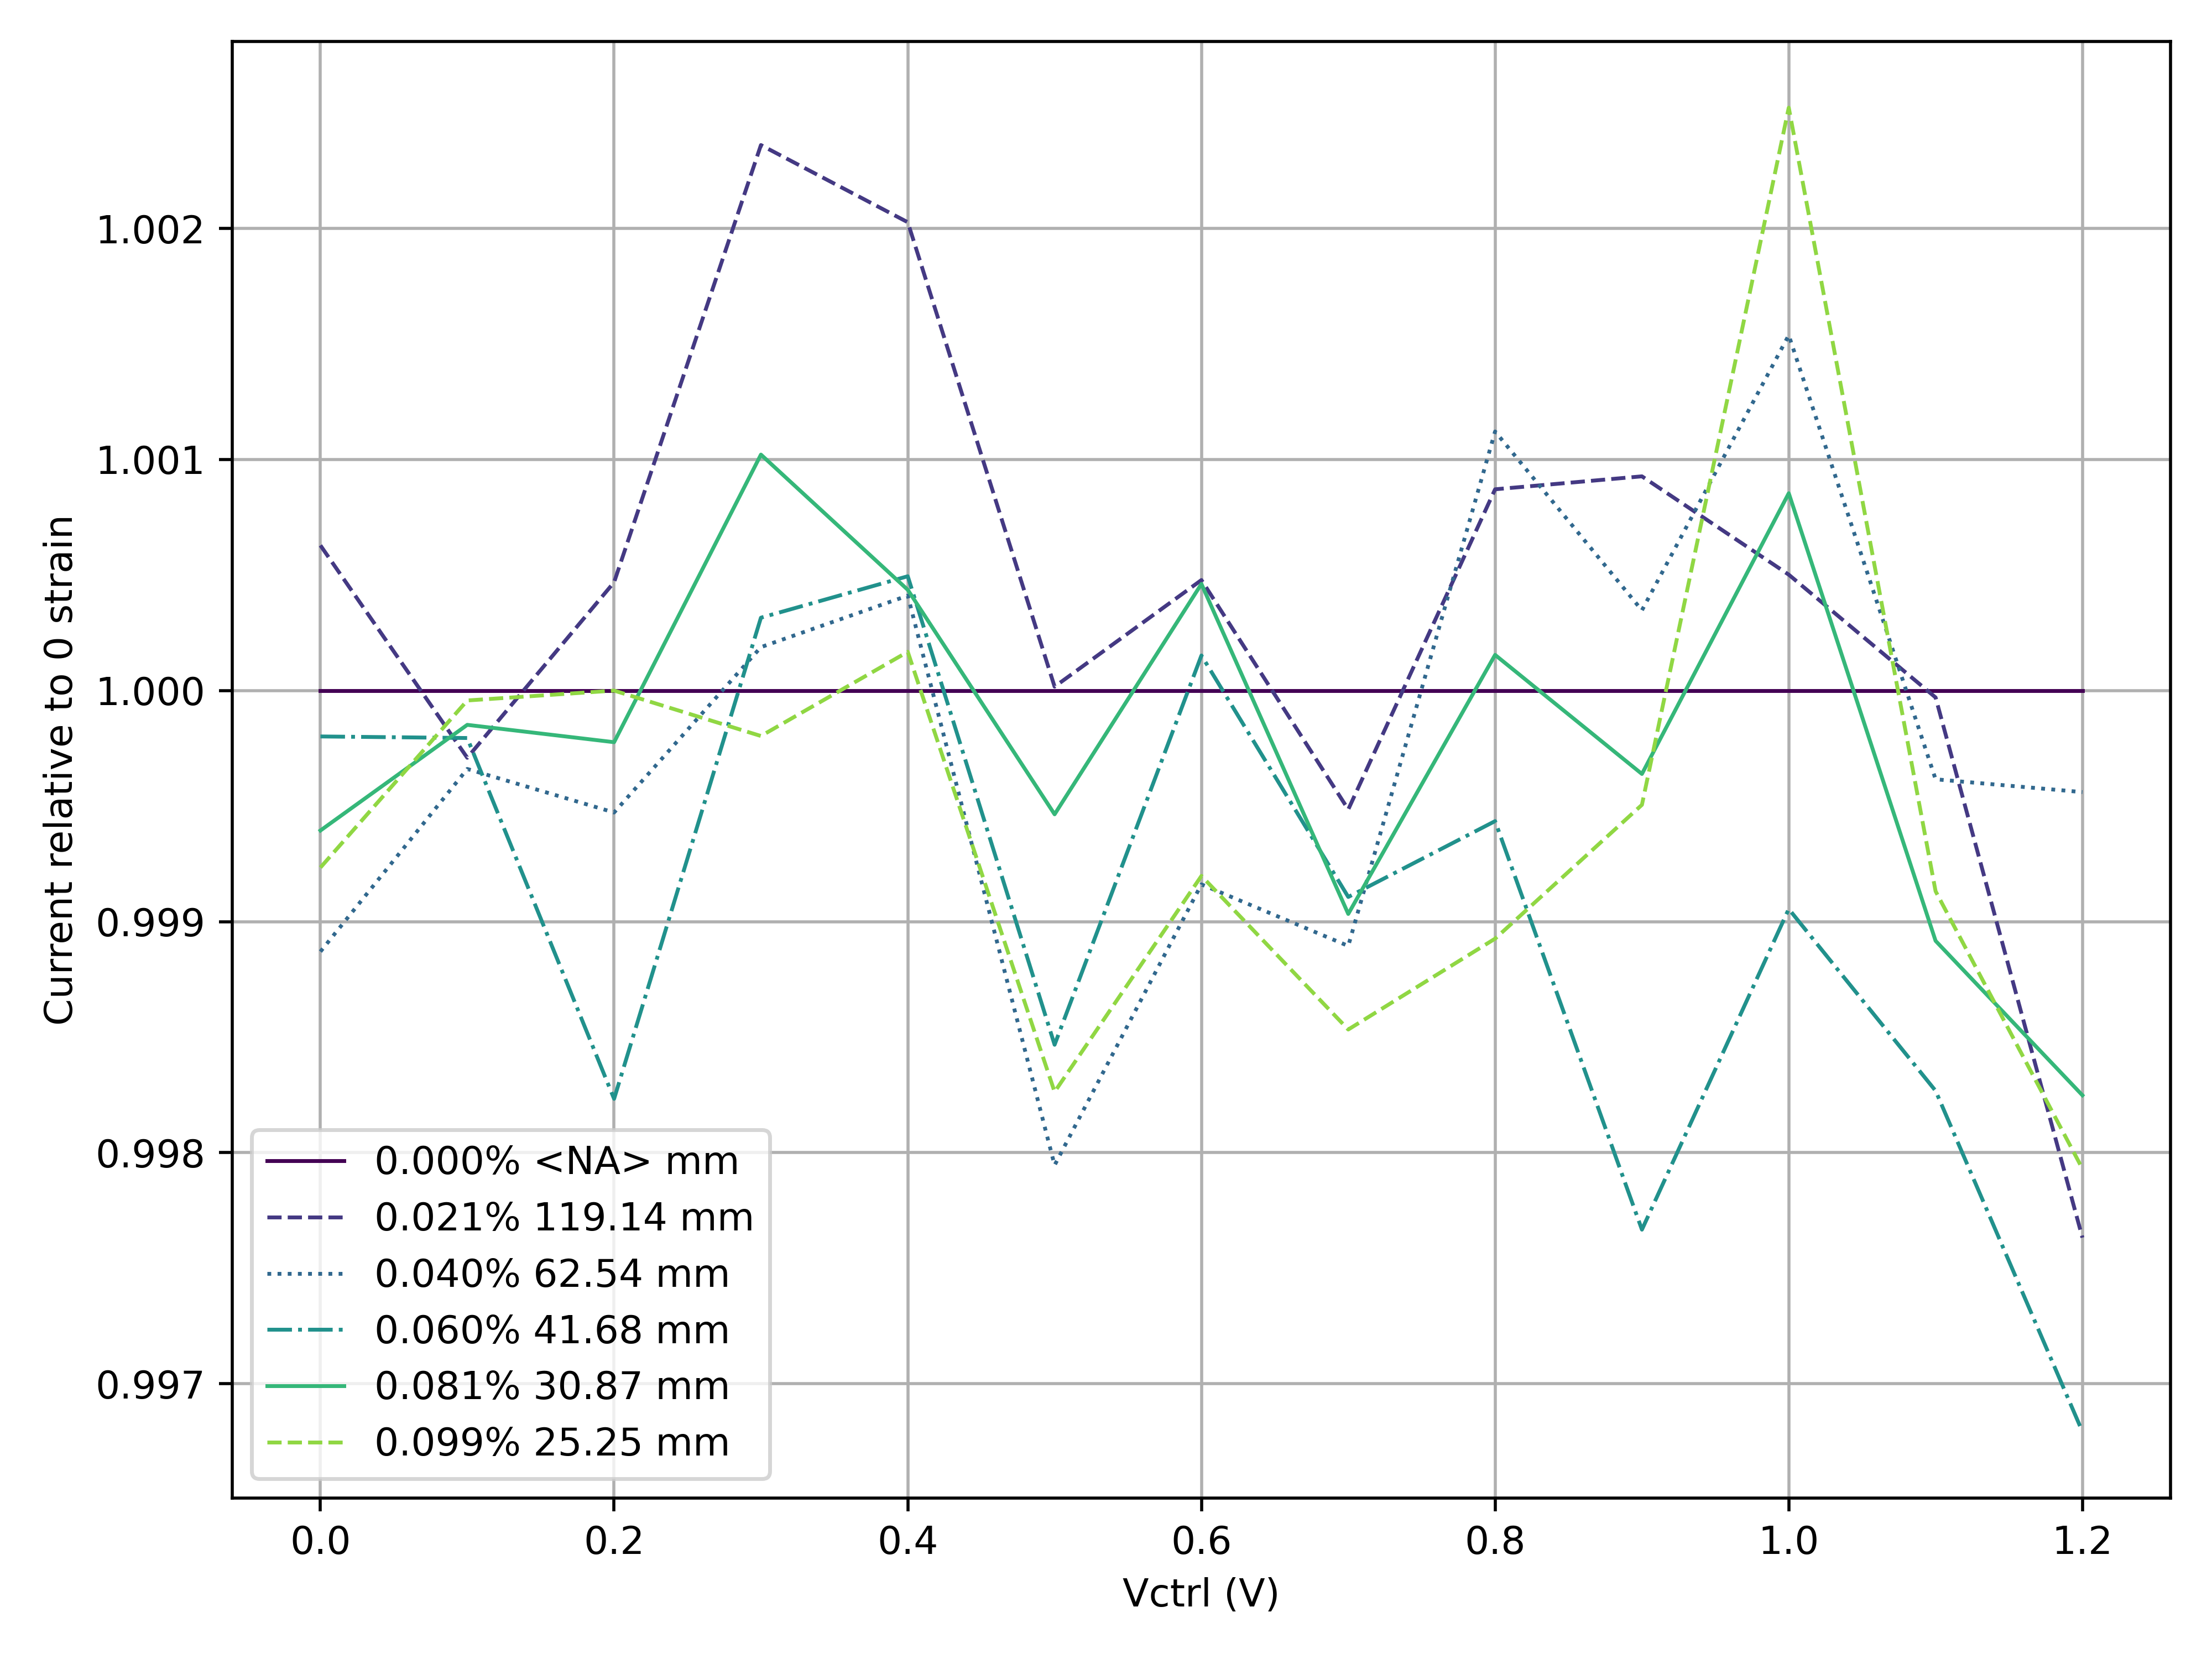 Current relative to 0 strain
1.002
1.001
1.000
0.999
0.998
0.997
0.000% <NA> mm
0.021% 119.14 mm
0.040% 62.54 mm
0.060% 41.68 mm
0.081% 30.87 mm
0.099% 25.25 mm
0.0 0.2 0.4 0.6 0.8 1.0 1.2
Vctrl (V)